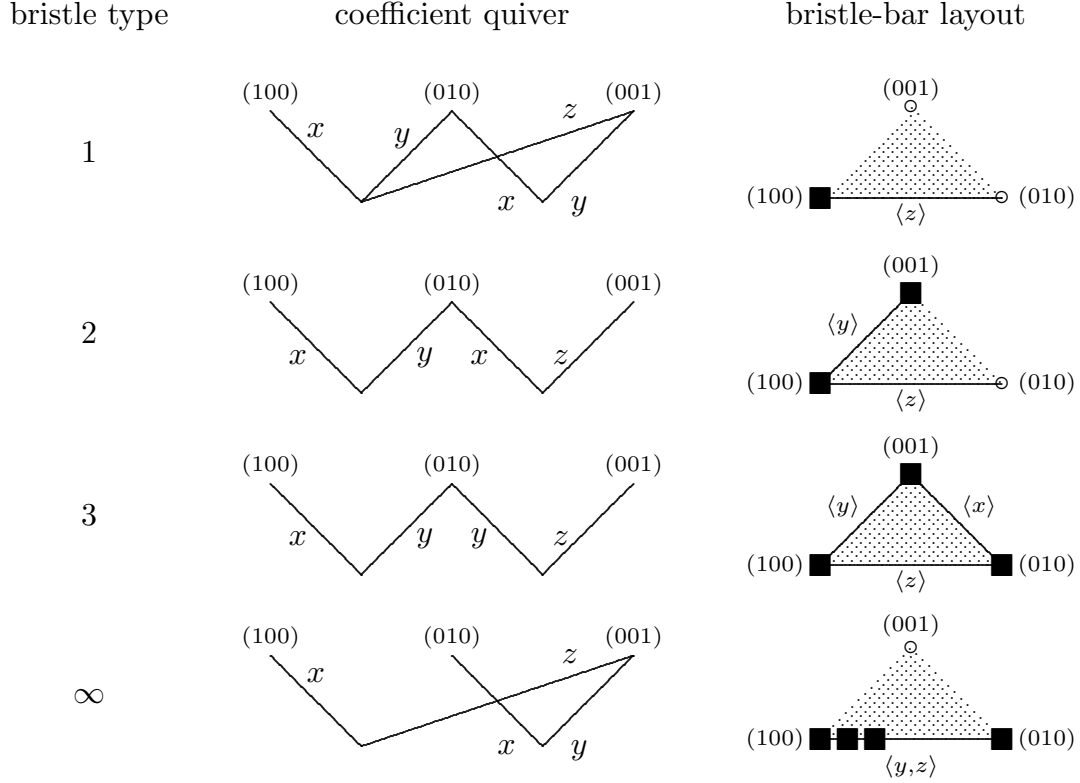 bristle type coefficient quiver bristle-bar layout
(100) (010) (001) (001)
x y z
1
x y
(100) (010)
⟨z⟩
(100) (010) (001) (001)
2
x y x z
⟨y⟩
(100) (010)
⟨z⟩
(100) (010) (001) (001)
3
x y y z
⟨y⟩ ⟨x⟩
(100) (010)
⟨z⟩
(100) (010) (001) (001)
x z
∞
x y
(100) (010)
⟨y,z⟩